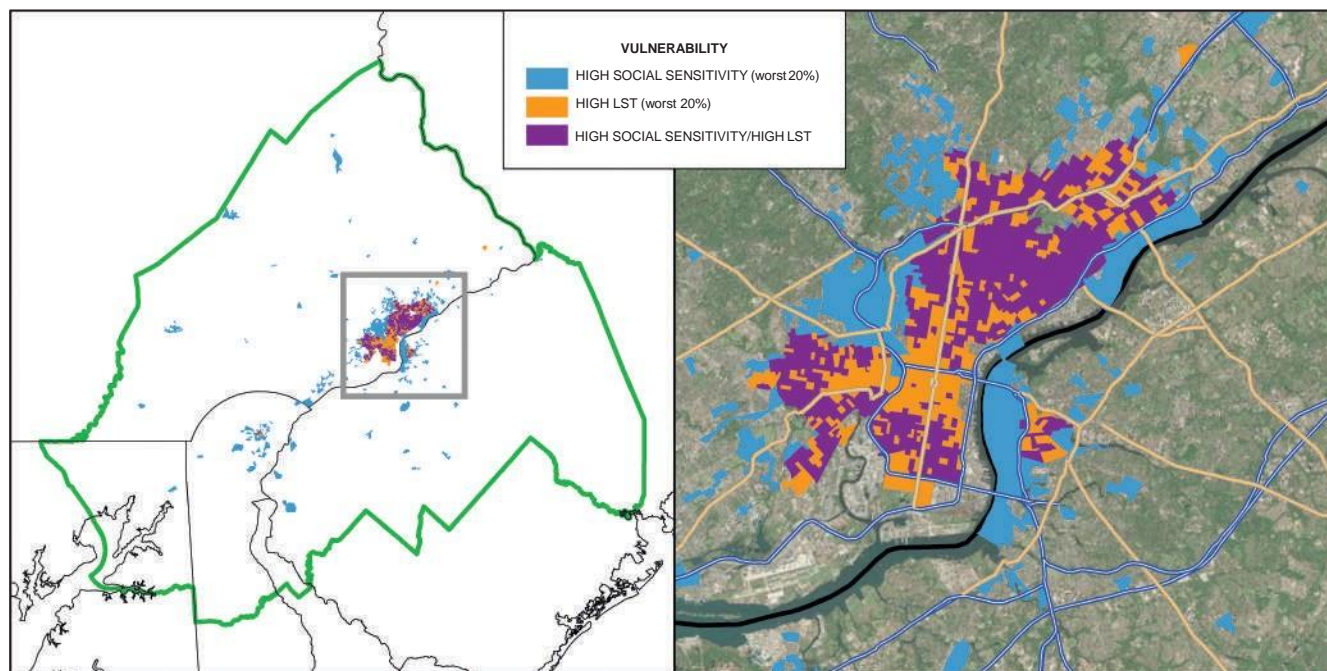 VULNERABILITY
HIGH SOCIAL SENSITIVITY (worst 20%)
HIGH LST (worst 20%)
HIGH SOCIAL SENSITIVITY/HIGH LST